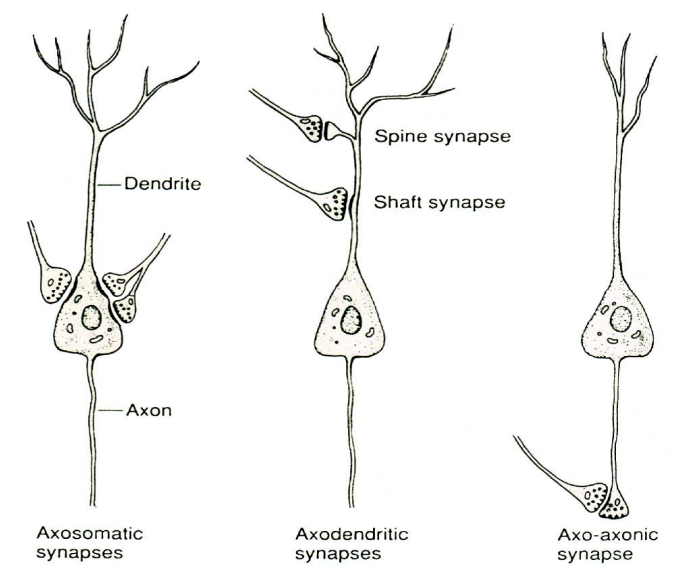 Spine synapse
Dendrite
Shaft synapse
Axon
Axosomatic
synapses
Axodendritic
synapses
Axo-axonic
synapse